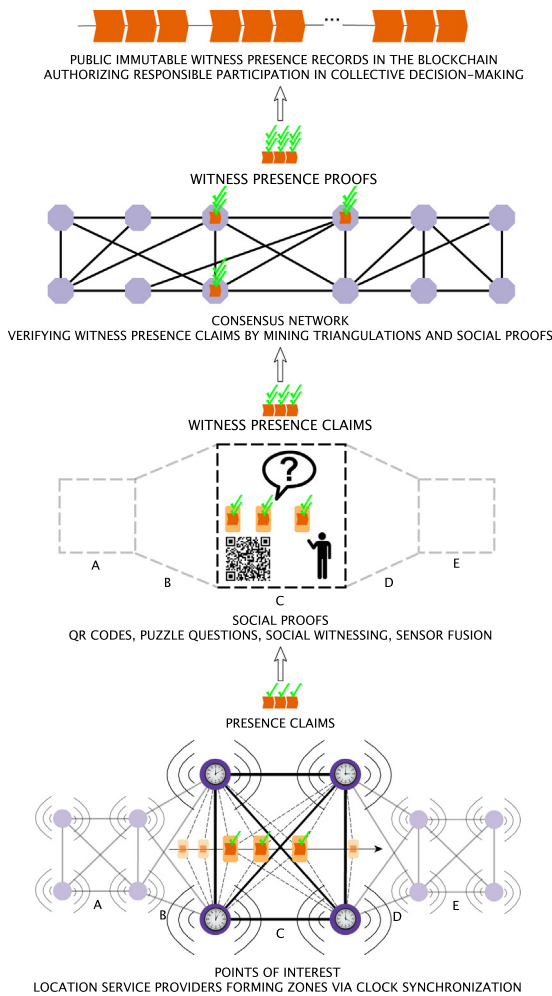 ...
PUBLIC IMMUTABLE WITNESS PRESENCE RECORDS IN THE BLOCKCHAIN
AUTHORIZING RESPONSIBLE PARTICIPATION IN COLLECTIVE DECISION-MAKING
WITNESS PRESENCE PROOFS
CONSENSUS NETWORK
VERIFYING WITNESS PRESENCE CLAIMS BY MINING TRIANGULATIONS AND SOCIAL PROOFS
WITNESS PRESENCE CLAIMS
?
A
B
C
D
E
SOCIAL PROOFS
QR CODES, PUZZLE QUESTIONS, SOCIAL WITNESSING, SENSOR FUSION
PRESENCE CLAIMS
A
B
C
D
E
POINTS OF INTEREST
LOCATION SERVICE PROVIDERS FORMING ZONES VIA CLOCK SYNCHRONIZATION